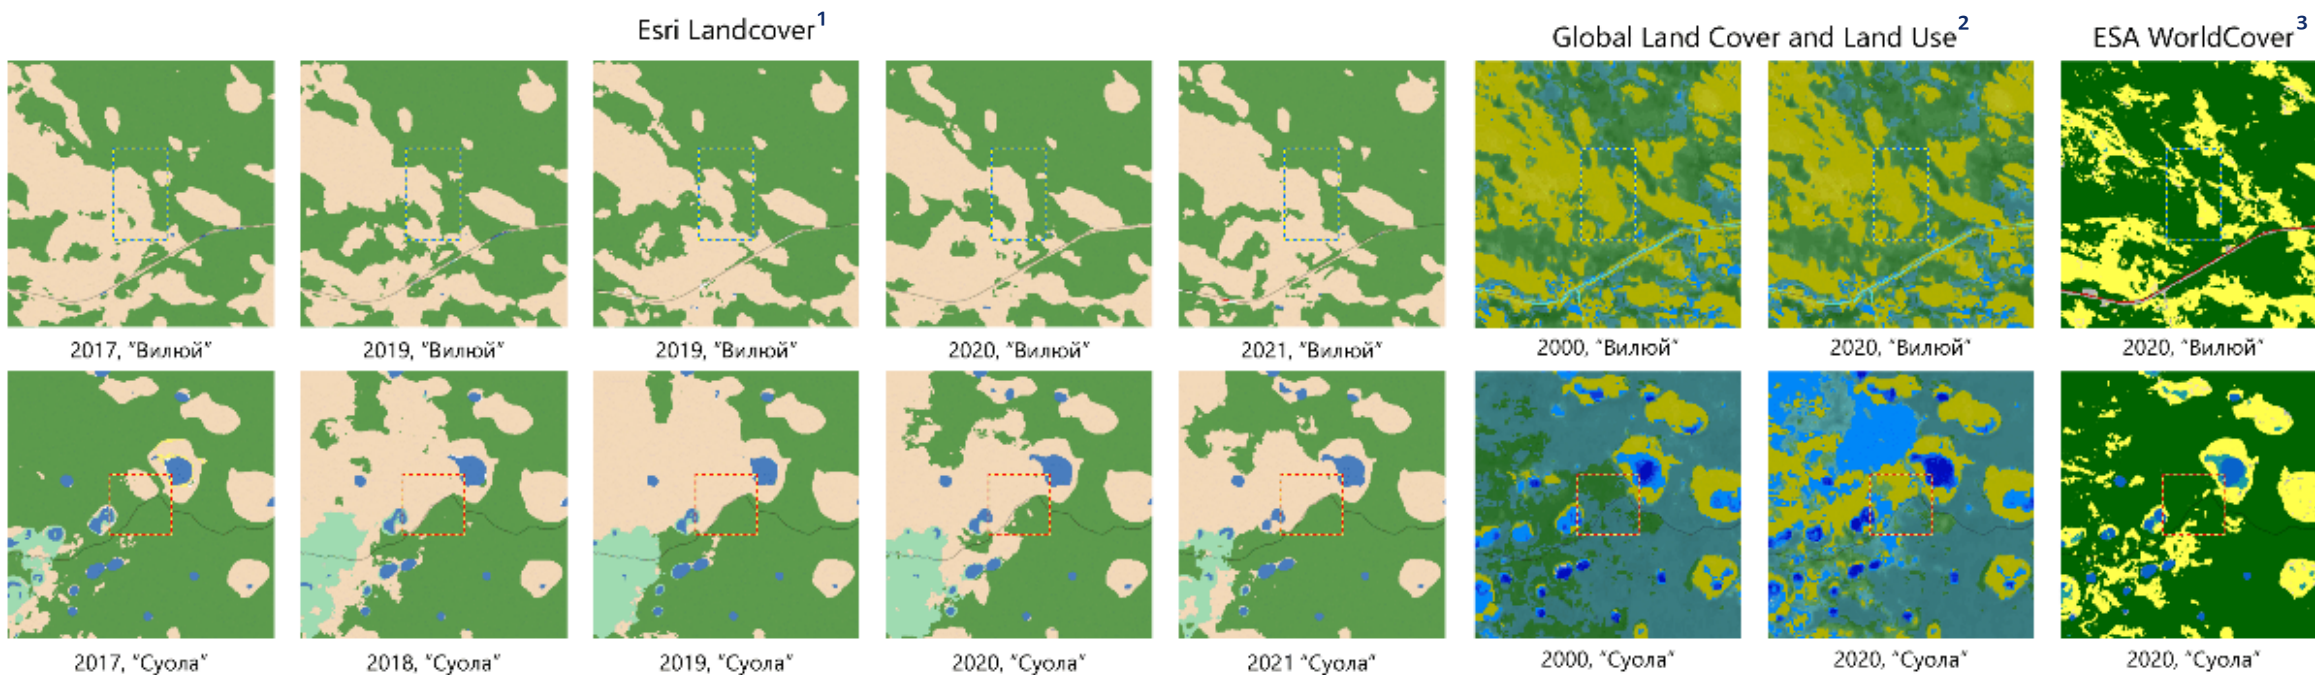 Esri Landcover1
Global Land Cover and Land Use2
ESA WorldCover3
2017, "Вилюй"
2019, "Вилюй"
2019, "Вилюй"
2020, "Вилюй"
2021, "Вилюй"
2000, "Вилюй"
2020, "Вилюй"
2020, "Вилюй"
2017, "Суола"
2018, "Суола"
2019, "Суола"
2020, "Суола"
2021 "Суола"
2000, "Суола"
2020, "Суола"
2020, "Суола"